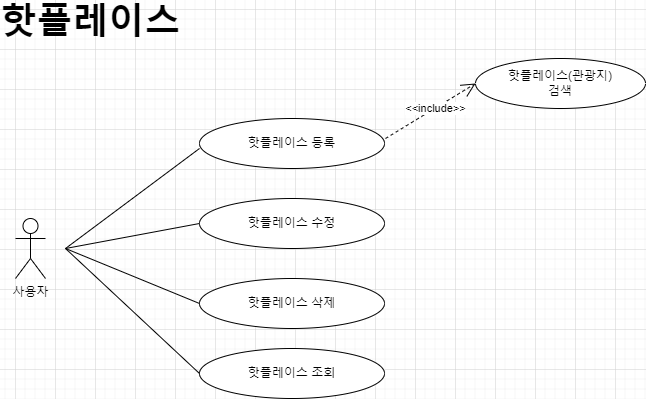 핫플레이스
핫플레이스(관광지)
검색
<<include>>
핫플레이스 등록
핫플레이스 수정
사용자
핫플레이스 삭제
핫플레이스 조회